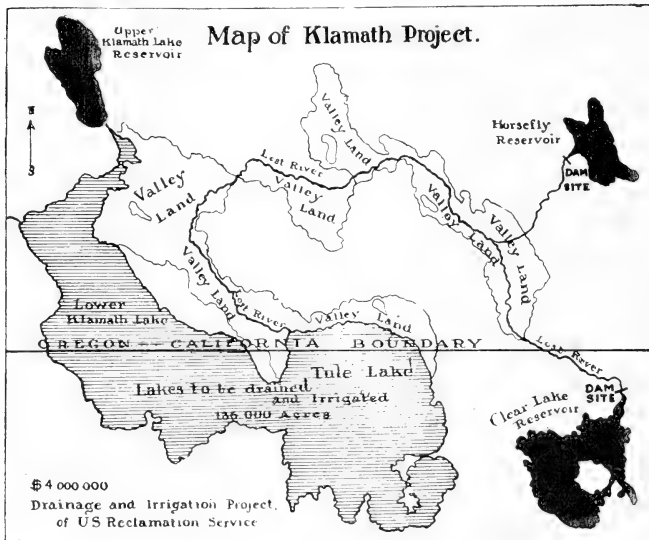 Map of Klamath Project.
Upper
Klamath Lake
Reservoir
N
S
Horsefly
Reservoir
DAM
SITE
Valley Land
Lost River
Valley
Land
Valley
Land
Valley Land
Valley Land
Valley Land
Lost River
Valley Land
Lower
Klamath Lake
OREGON - CALIFORNIA BOUNDARY
Lost River
Tule Lake
Lakes to be drained
and Irrigated
136 000 Acres
DAM
SITE
Clear Lake
Reservoir
$4 000 000
Drainage and Irrigation Project,
of US Reclamation Service